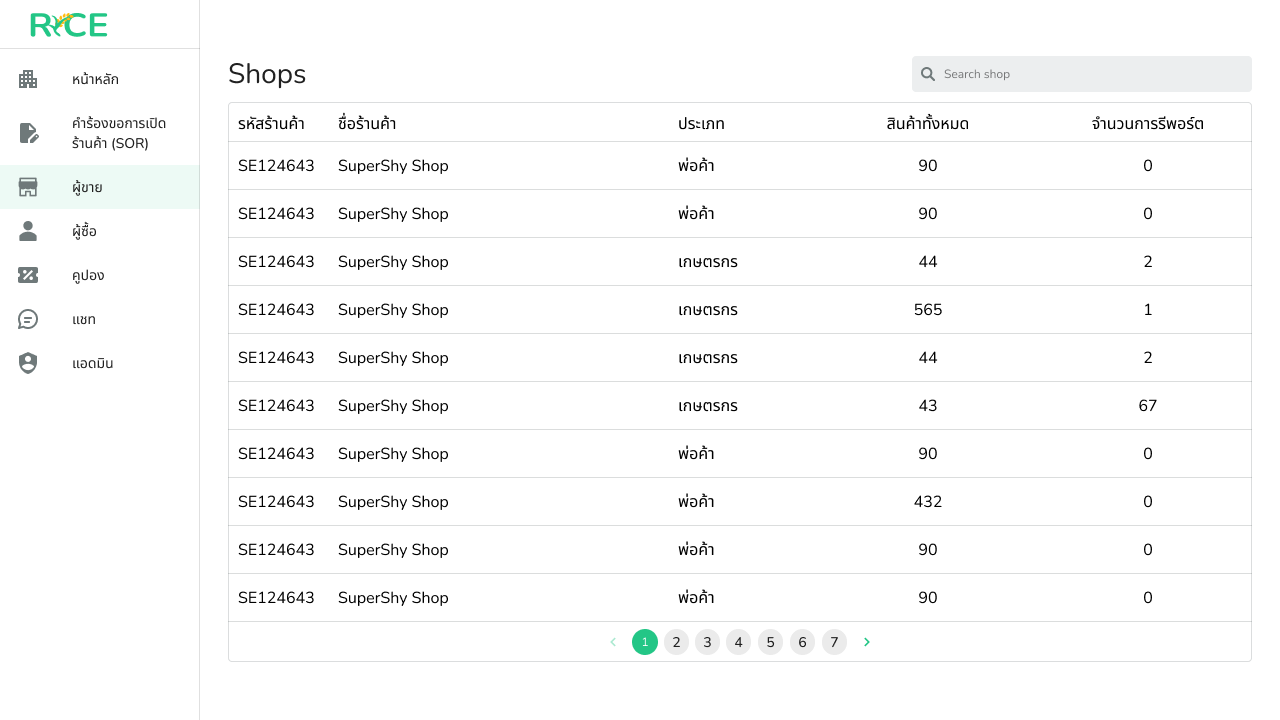 RICE
หน้าหลัก
คำร้องขอการเปิด
ร้านค้า (SOR)
ผู้ขาย
ผู้ซื้อ
คูปอง
แชท
แอดมิน
Shops
Search shop
รหัสร้านค้า ชื่อร้านค้า ประเภท สินค้าทั้งหมด จำนวนการรีพอร์ต
SE124643 SuperShy Shop พ่อค้า 90 0
SE124643 SuperShy Shop พ่อค้า 90 0
SE124643 SuperShy Shop เกษตรกร 44 2
SE124643 SuperShy Shop เกษตรกร 565 1
SE124643 SuperShy Shop เกษตรกร 44 2
SE124643 SuperShy Shop เกษตรกร 43 67
SE124643 SuperShy Shop พ่อค้า 90 0
SE124643 SuperShy Shop พ่อค้า 432 0
SE124643 SuperShy Shop พ่อค้า 90 0
SE124643 SuperShy Shop พ่อค้า 90 0
1 2 3 4 5 6 7